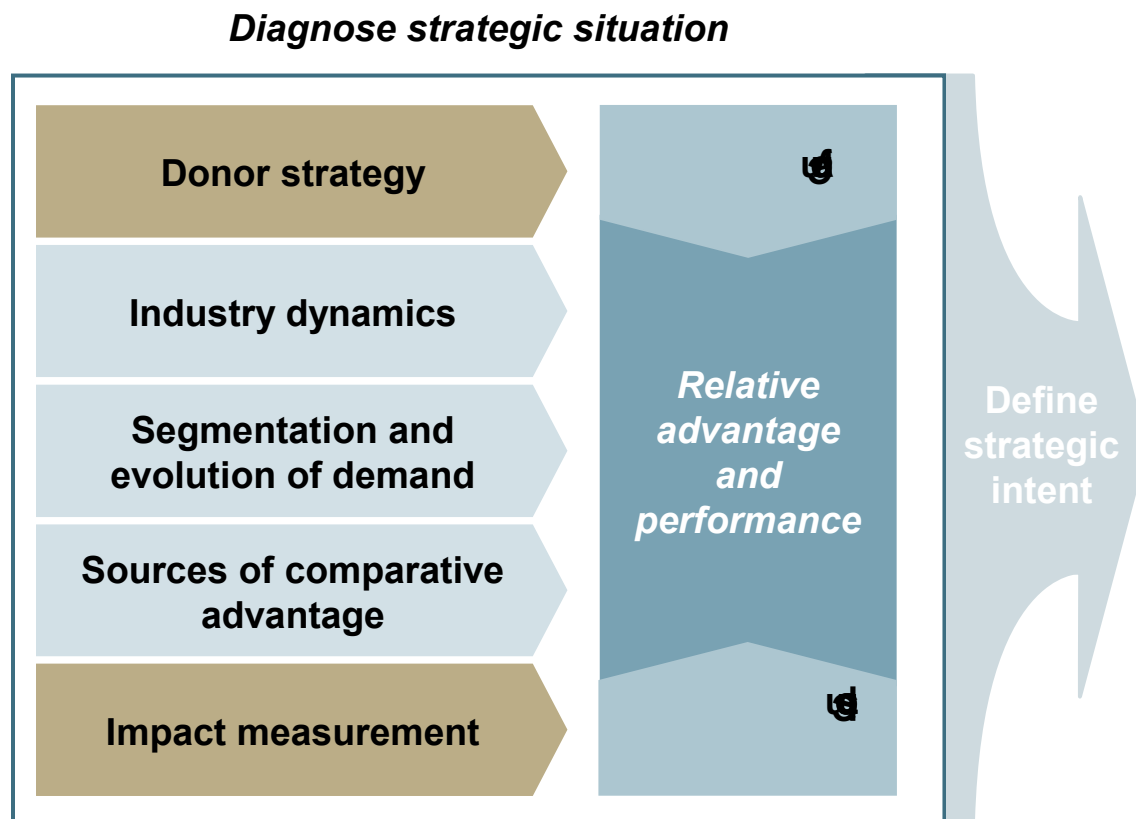 Diagnose strategic situation
Donor strategy
Industry dynamics
Segmentation and
evolution of demand
Sources of comparative
advantage
Impact measurement
Relative
advantage
and
performance
Define
strategic
intent